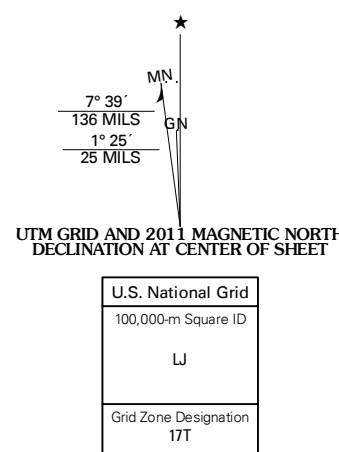 ★
MN
7° 39´
136 MILS
GN
1° 25´
25 MILS
UTM GRID AND 2011 MAGNETIC NORTH
DECLINATION AT CENTER OF SHEET
U.S. National Grid
100,000-m Square ID
LJ
Grid Zone Designation
17T